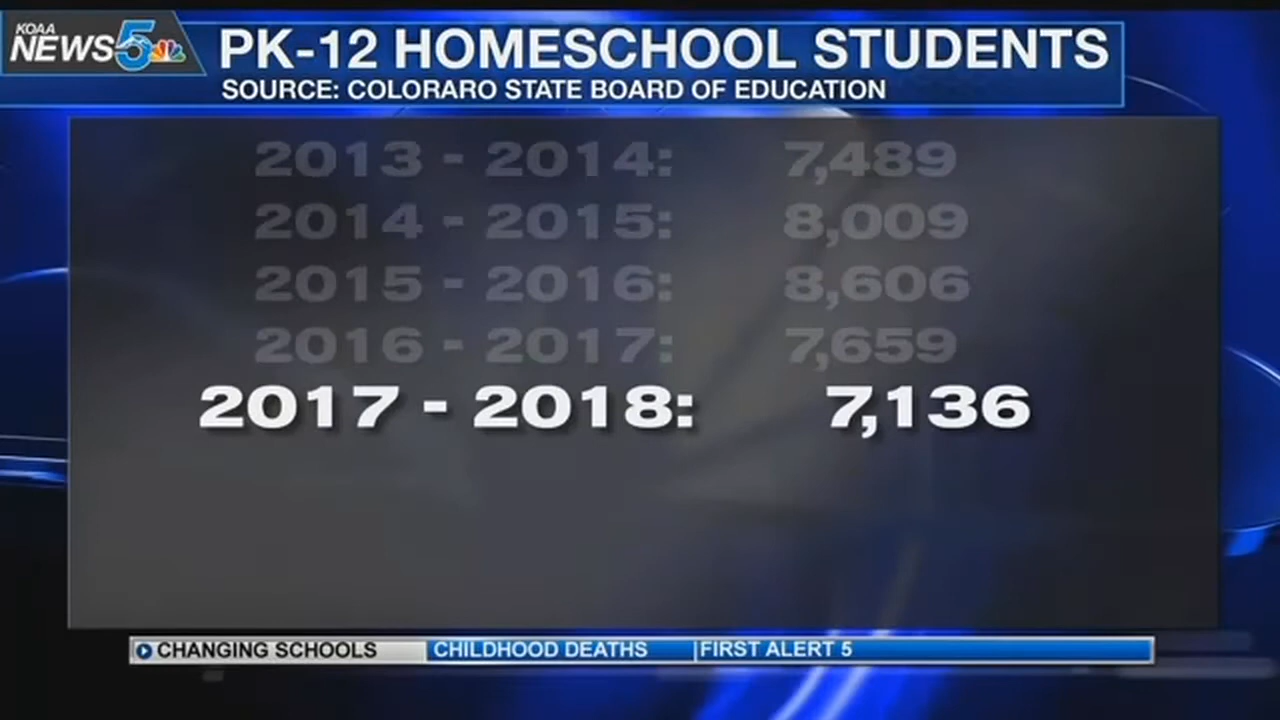 KOAA
NEWS 5
PK-12 HOMESCHOOL STUDENTS
SOURCE: COLORARO STATE BOARD OF EDUCATION
2013 - 2014: 7,489
2014 - 2015: 8,009
2015 - 2016: 8,606
2016 - 2017: 7,659
2017 - 2018: 7,136
CHANGING SCHOOLS CHILDHOOD DEATHS FIRST ALERT 5